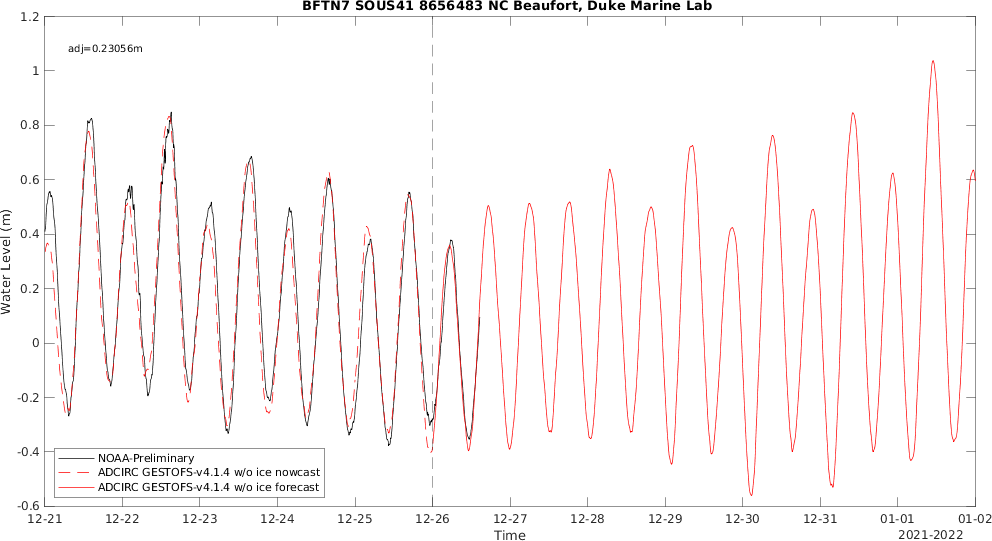 BFTN7 SOUS41 8656483 NC Beaufort, Duke Marine Lab
adj=0.23056m
Water Level (m)
1.2
1
0.8
0.6
0.4
0.2
0
-0.2
-0.4
-0.6
NOAA-Preliminary
ADCIRC GESTOFS-v4.1.4 w/o ice nowcast
ADCIRC GESTOFS-v4.1.4 w/o ice forecast
12-21 12-22 12-23 12-24 12-25 12-26 12-27 12-28 12-29 12-30 12-31 01-01 01-02
Time
2021-2022